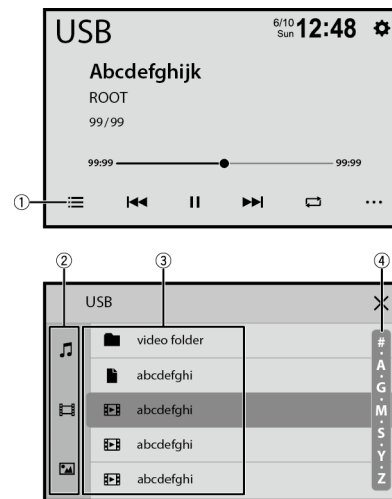 USB
6/10
Sun
12:48
Abcdefghijk
ROOT
99/99
99:99
99:99
①
②
③
④
USB
video folder
abcdefghi
abcdefghi
abcdefghi
abcdefghi
#
A
G
M
S
Y
Z